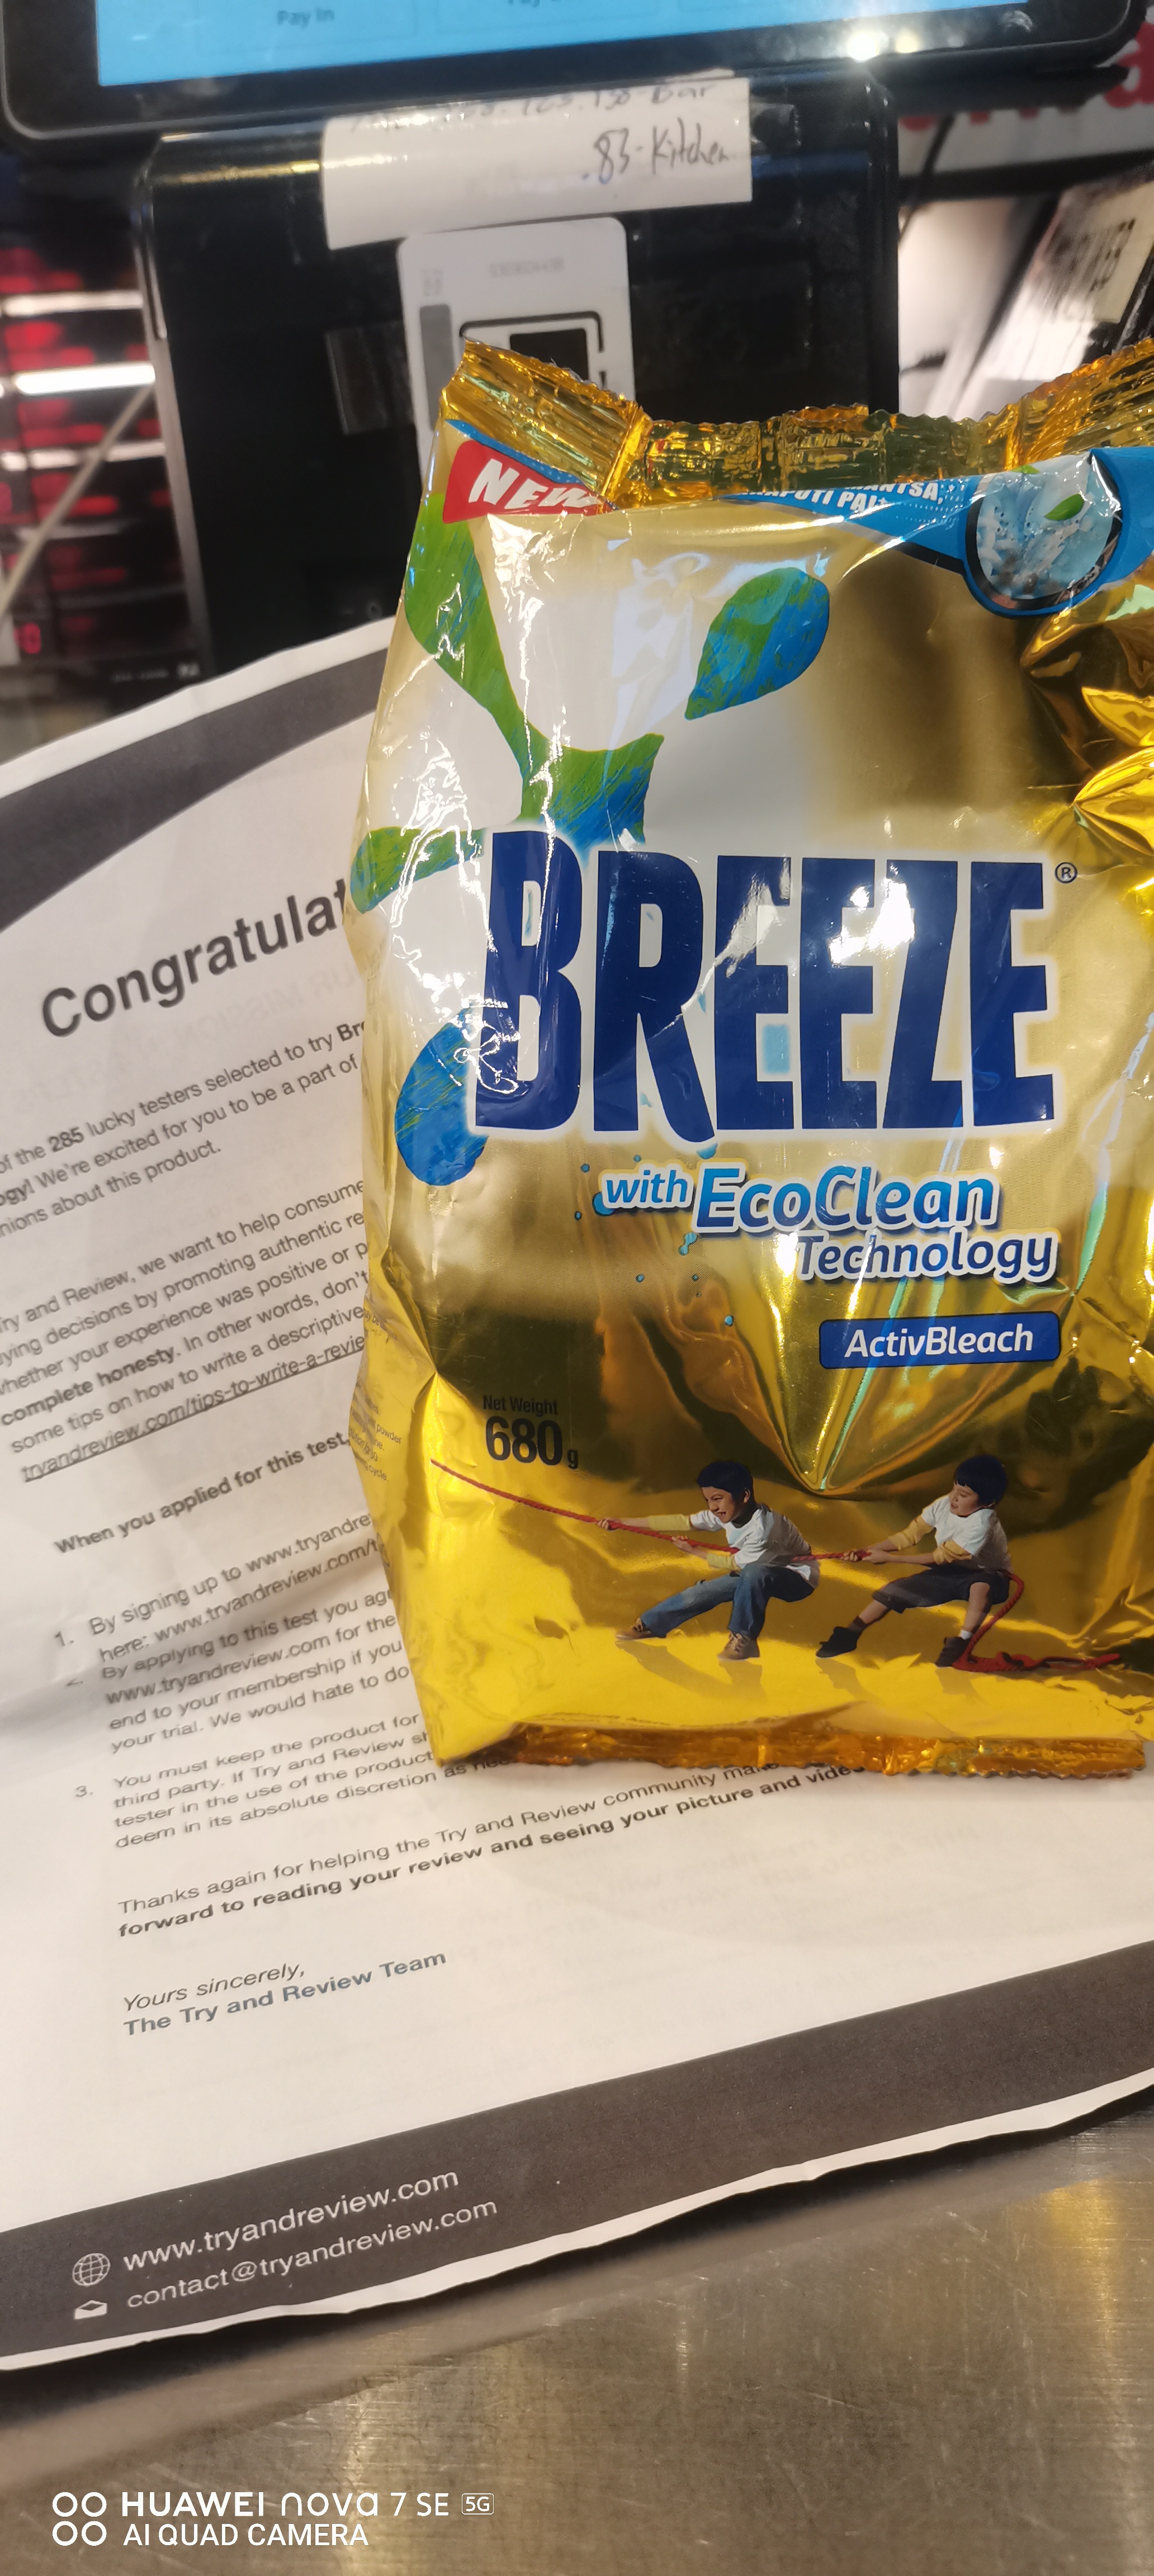 Pay In
.83-Kitchen
NEW
BREEZE®
with EcoClean
Technology
ActivBleach
Net Weight
680g
Congratulat
of the 285 lucky testers selected to try Bre
ogy! We're excited for you to be a part of
nions about this product.
Try and Review, we want to help consume
ying decisions by promoting authentic re
whether your experience was positive or p
complete honesty. In other words, don't
some tips on how to write a descriptive
tryandreview.com/tips-to-write-a-revie
When you applied for this test,
1. By signing up to www.tryandre
here: www.tryandreview.com/t
By applying to this test you agr
www.tryandreview.com for the
end to your membership if you
your trial. We would hate to do
3. You must keep the product for
third party. If Try and Review sh
tester in the use of the product
deem in its absolute discretion as
Thanks again for helping the Try and Review community
forward to reading your review and seeing your picture and
Yours sincerely,
The Try and Review Team
www.tryandreview.com
contact@tryandreview.com
HUAWEI nova 7 SE 5G
AI QUAD CAMERA